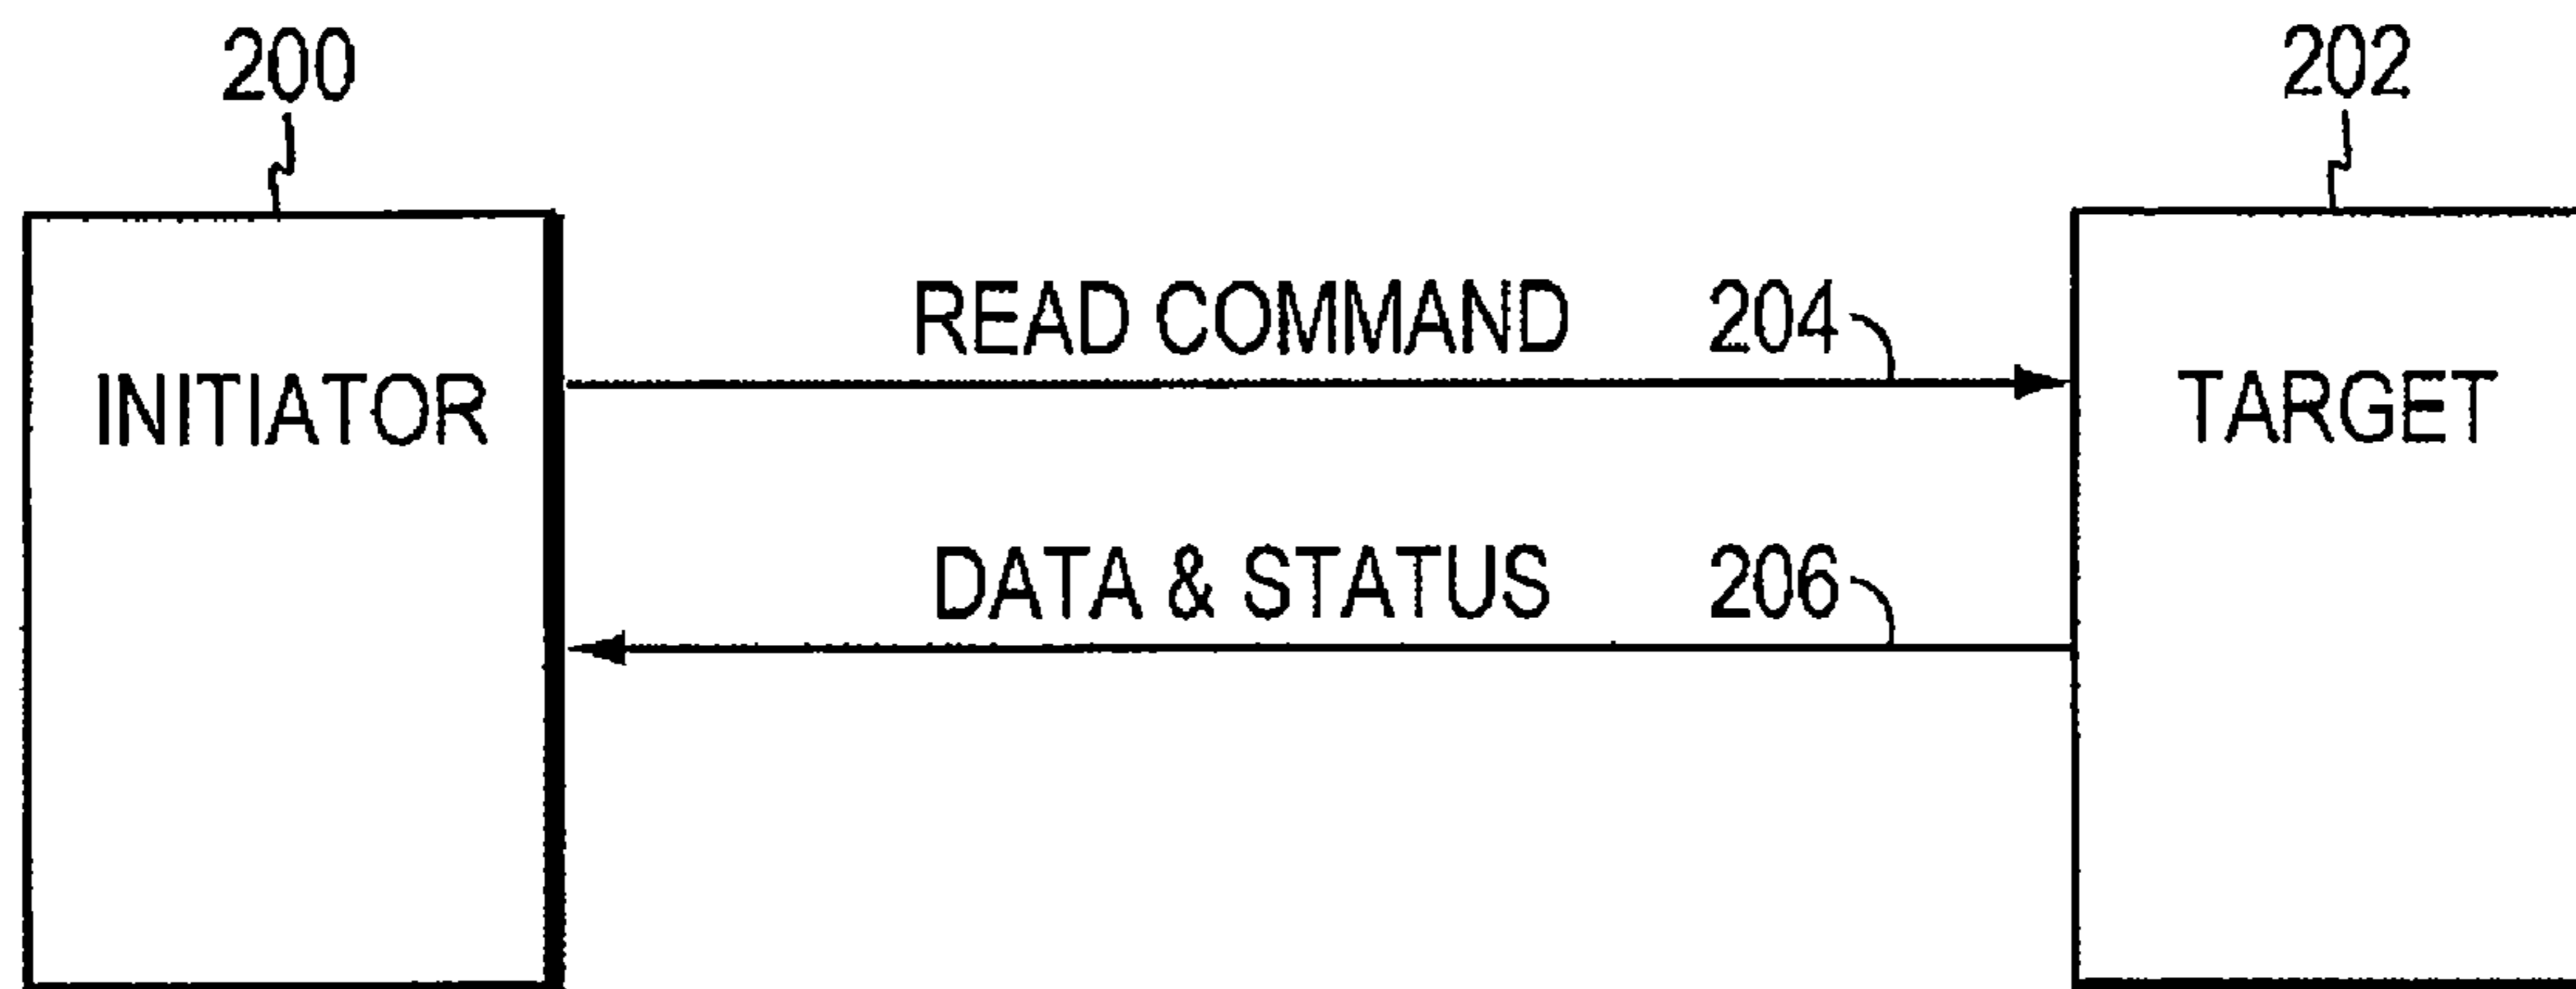 200
202
READ COMMAND 204
INITIATOR
TARGET
DATA & STATUS 206